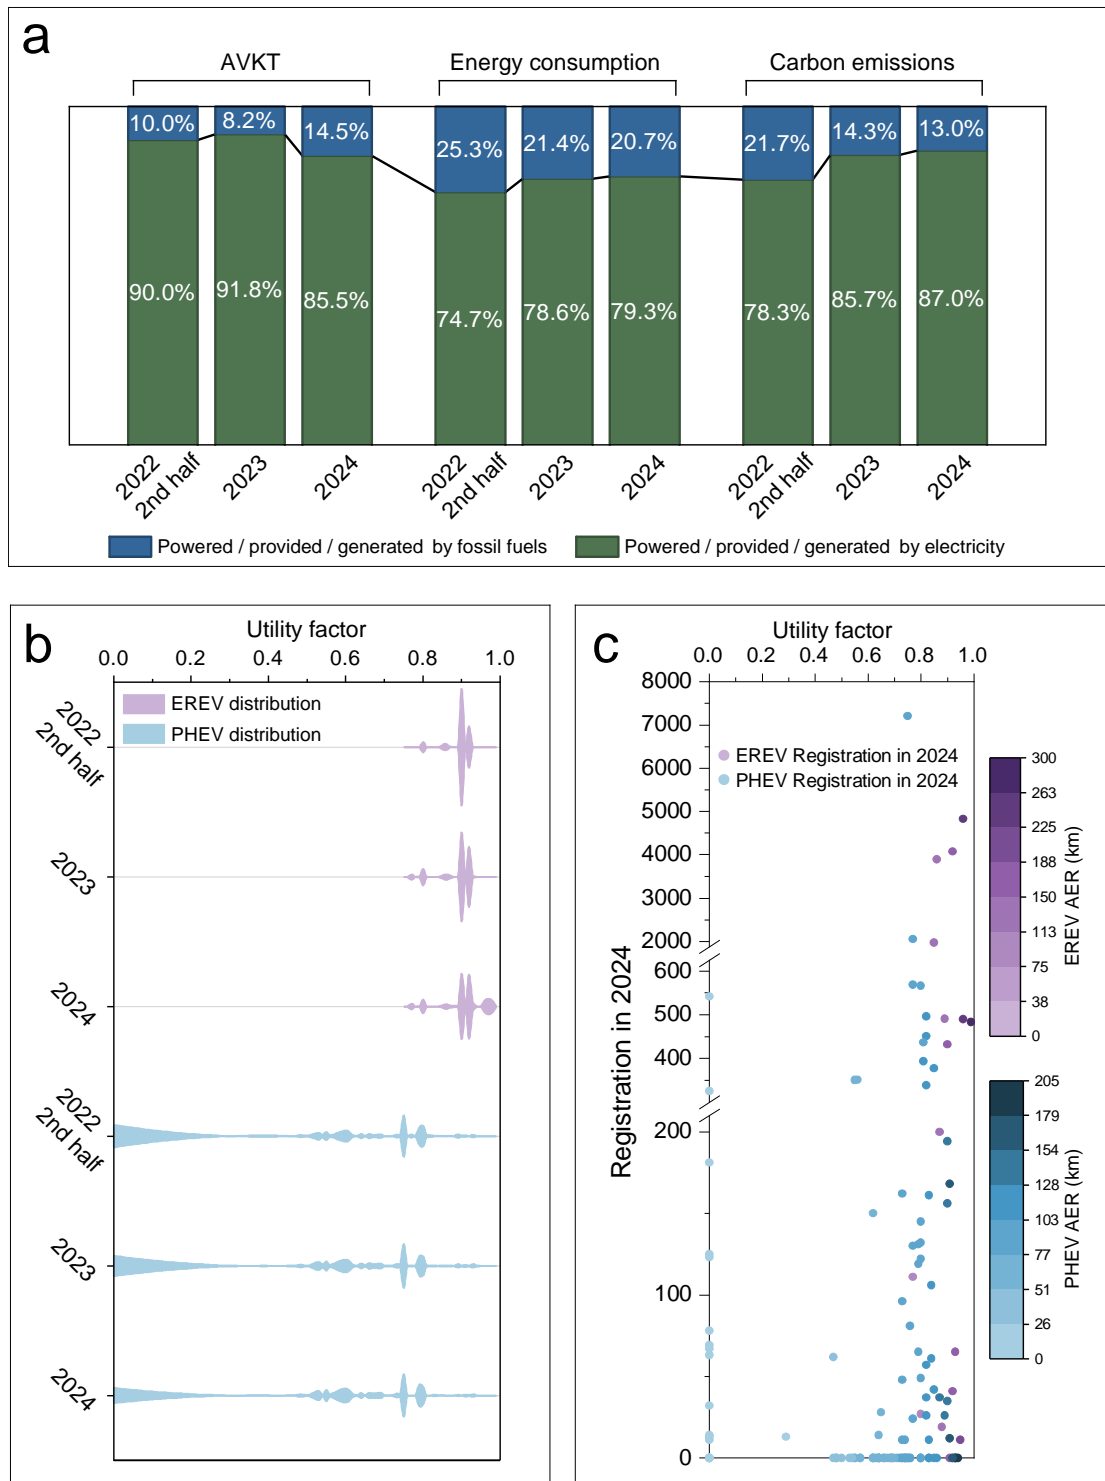 a
AVKT Energy consumption Carbon emissions
10.0% 8.2% 14.5% 25.3% 21.4% 20.7% 21.7% 14.3% 13.0%
90.0% 91.8% 85.5% 74.7% 78.6% 79.3% 78.3% 85.7% 87.0%
2022 2nd half 2023 2024 2022 2nd half 2023 2024 2022 2nd half 2023 2024
Powered / provided / generated by fossil fuels Powered / provided / generated by electricity
b
Utility factor
0.0 0.2 0.4 0.6 0.8 1.0
EREV distribution
PHEV distribution
2022
2nd half
2023
2024
2022
2nd half
2023
2024
c
Utility factor
0.0 0.2 0.4 0.6 0.8 1.0
Registration in 2024
8000
7000
6000
5000
4000
3000
2000
600
500
400
200
100
0
EREV Registration in 2024
PHEV Registration in 2024
300
263
225
188
150
113
75
38
0
EREV AER (km)
205
179
154
128
103
77
51
26
0
PHEV AER (km)